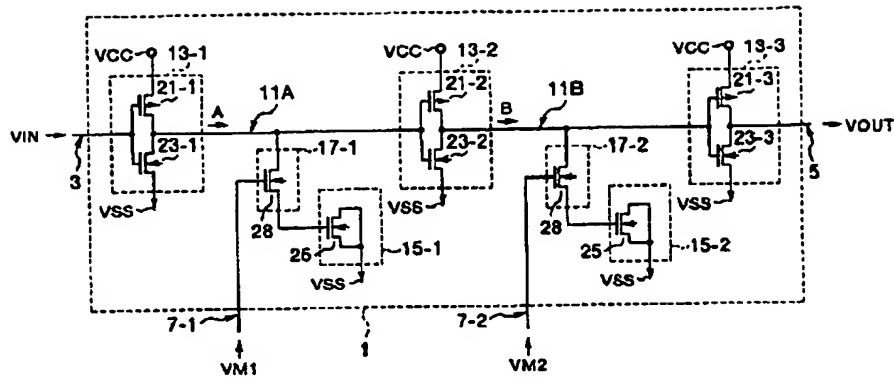 VCC 13-1 VCC 13-2 VCC 13-3
21-1 21-2 21-3
A 11A B 11B
VIN VOUT
3 23-1 17-1 23-2 17-2 23-3 5
VSS 28 VSS 28 VSS
26 15-1 25 15-2
VSS VSS
7-1 1 7-2
VM1 VM2